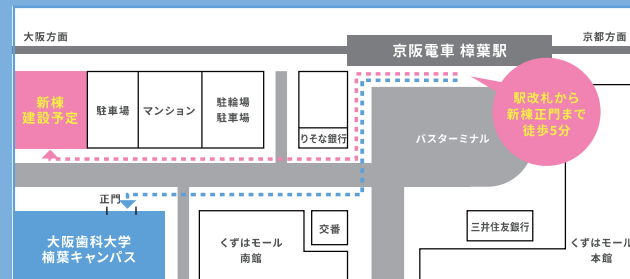 大阪方面
京都方面
京阪電車 樟葉駅
新棟
建設予定
駐車場
マンション
駐輪場
駐車場
りそな銀行
駅改札から
新棟正門まで
徒歩5分
バスターミナル
正門
大阪歯科大学
楠葉キャンパス
くずはモール
南館
交番
三井住友銀行
くずはモール
本館